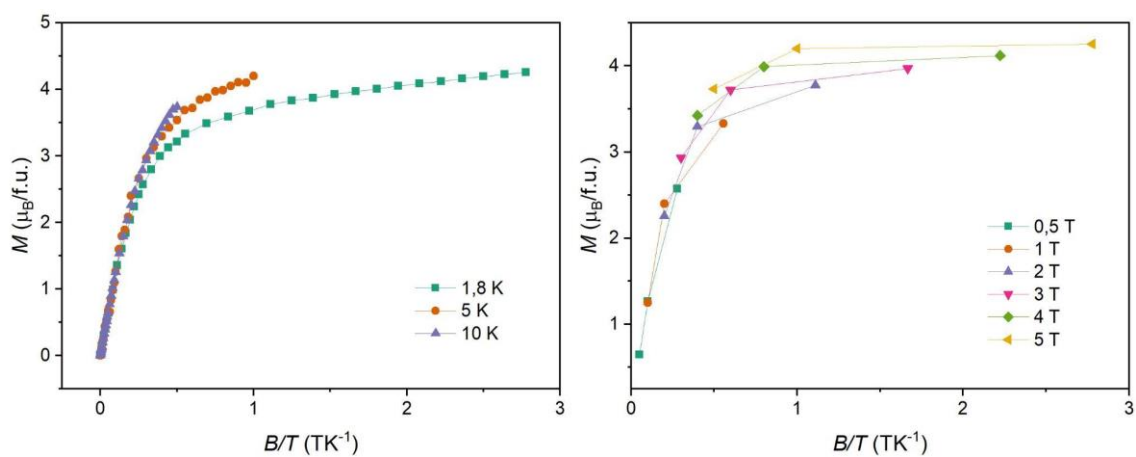 5
4
3
2
1
0
M (μB/f.u.)
1,8 K
5 K
10 K
0 1 2 3
B/T (TK⁻¹)
4
3
2
1
M (μB/f.u.)
0,5 T
1 T
2 T
3 T
4 T
5 T
0 1 2 3
B/T (TK⁻¹)